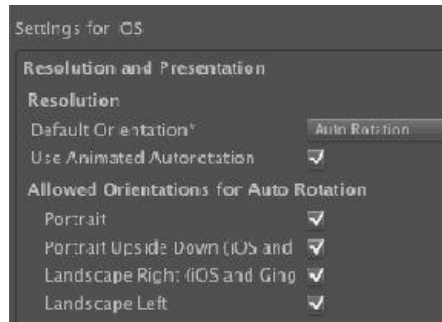 Settings for iOS
Resolution and Presentation
Resolution
Default Orientation*
Auto Rotation
Use Animated Autorotation
Allowed Orientations for Auto Rotation
Portrait
Portrait Upside Down (iOS and
Landscape Right (iOS and Ging
Landscape Left